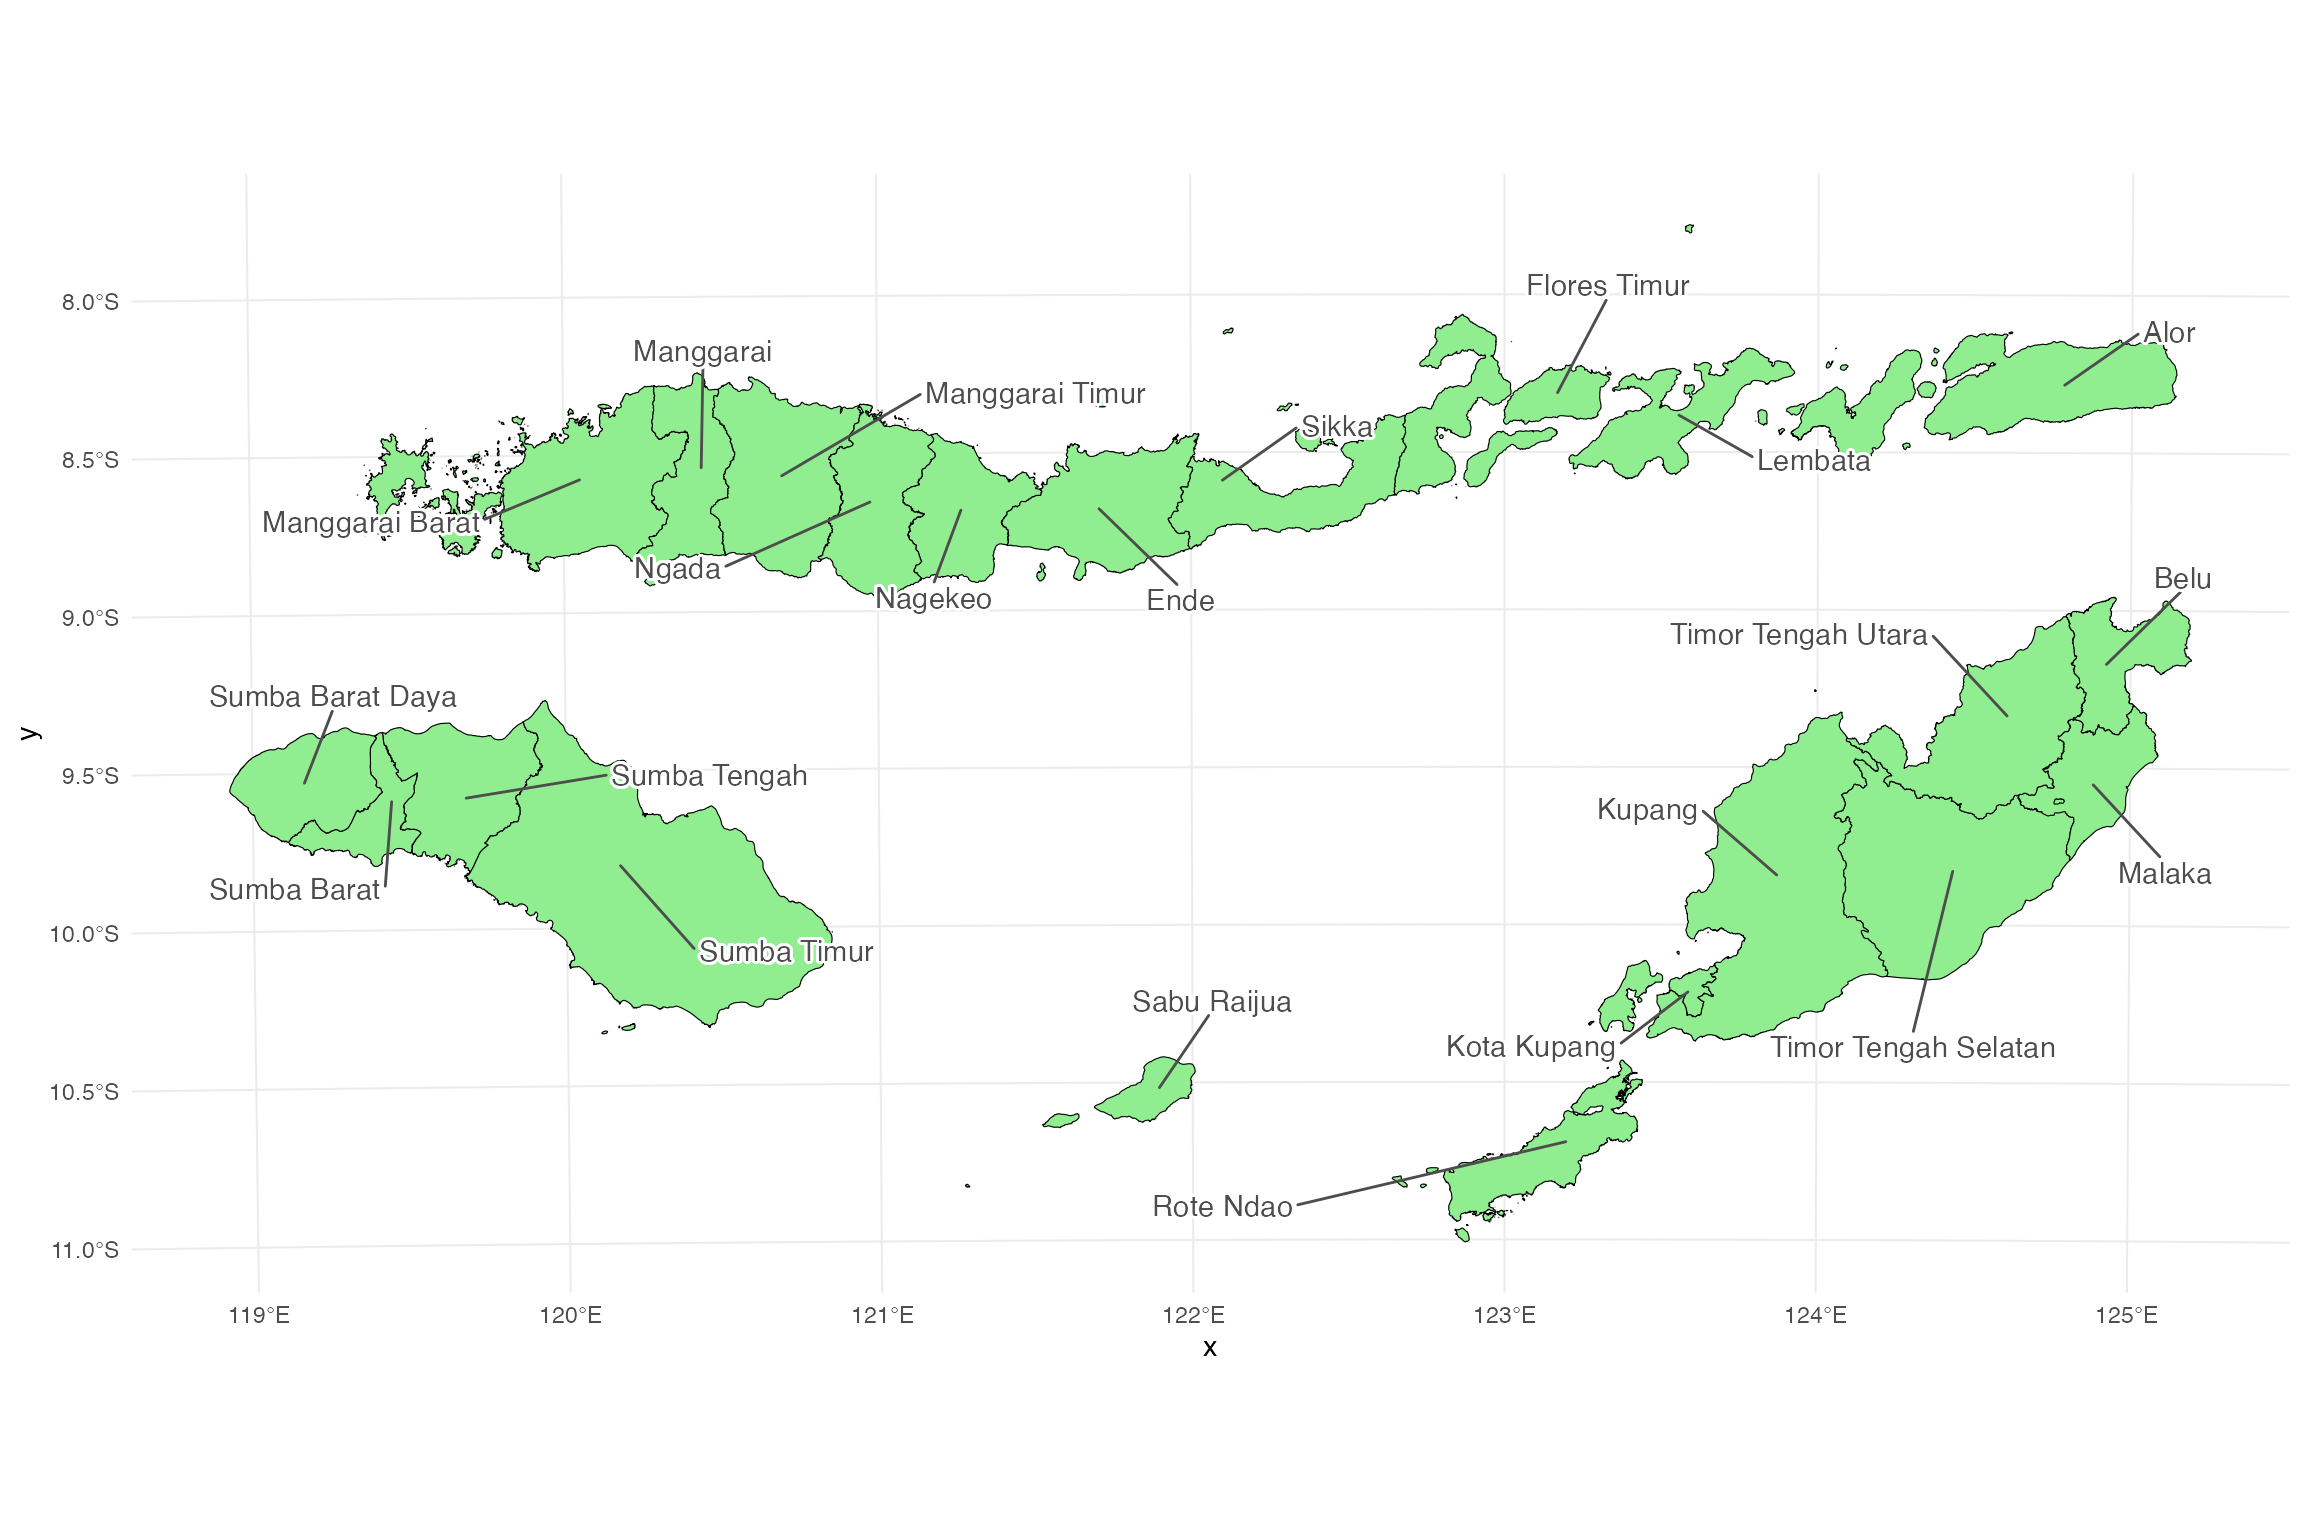 Flores Timur
8.0°S
Alor
Manggarai
Manggarai Timur
Sikka
8.5°S
Lembata
Manggarai Barat
Ngada
Belu
Nagekeo
Ende
9.0°S
Timor Tengah Utara
Sumba Barat Daya
y
9.5°S
Sumba Tengah
Kupang
Malaka
Sumba Barat
10.0°S
Sumba Timur
Sabu Raijua
Kota Kupang
Timor Tengah Selatan
10.5°S
Rote Ndao
11.0°S
119°E
120°E
121°E
122°E
123°E
124°E
125°E
x